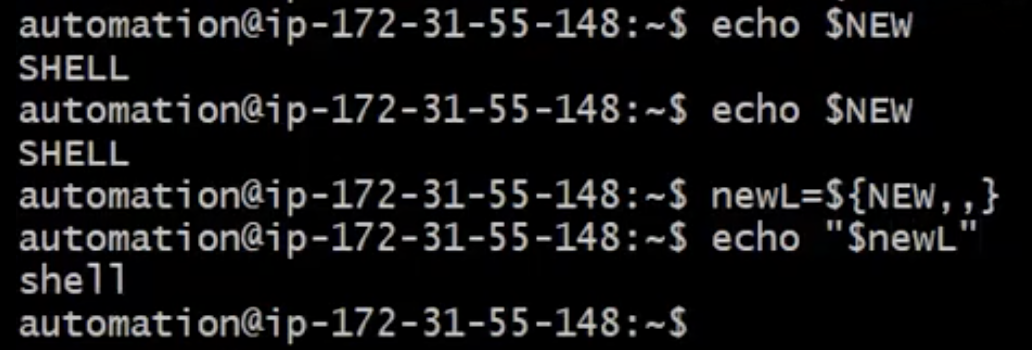 automation@ip-172-31-55-148:~$ echo $NEW
SHELL
automation@ip-172-31-55-148:~$ echo $NEW
SHELL
automation@ip-172-31-55-148:~$ newL=${NEW,,}
automation@ip-172-31-55-148:~$ echo "$newL"
shell
automation@ip-172-31-55-148:~$